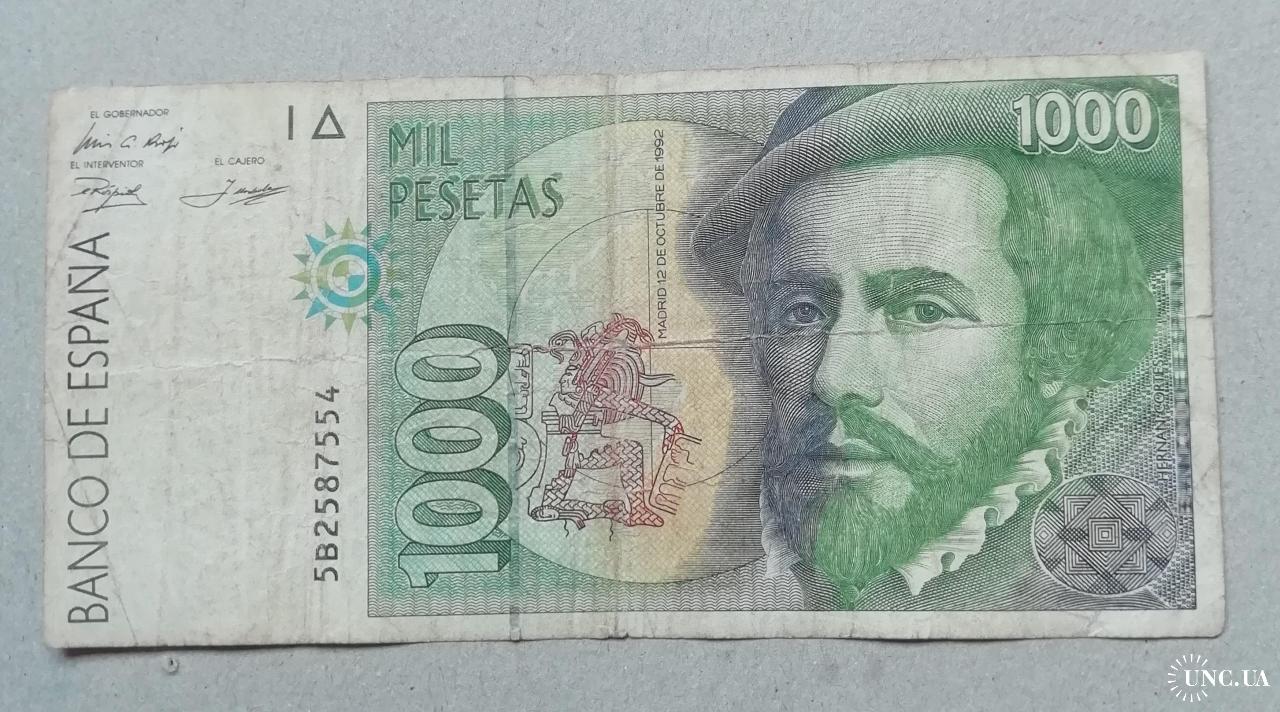 EL GOBERNADOR
EL INTERVENTOR
EL CAJERO
BANCO DE ESPAÑA
5B2587554
MIL
PESETAS
1000
MADRID 12 DE OCTUBRE DE 1992
1000
HERNAN CORTES
UNC.UA